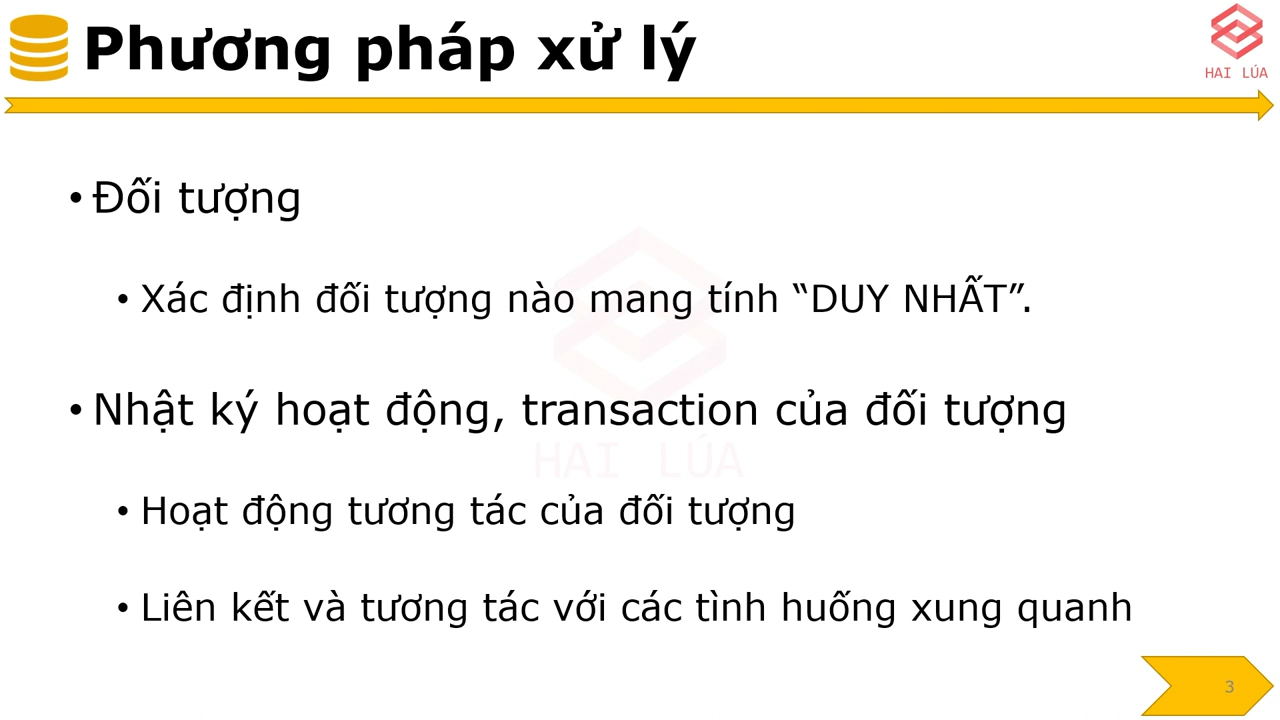 Phương pháp xử lý
HAI LÚA
• Đối tượng
• Xác định đối tượng nào mang tính “DUY NHẤT”.
• Nhật ký hoạt động, transaction của đối tượng
HAI LÚA
• Hoạt động tương tác của đối tượng
• Liên kết và tương tác với các tình huống xung quanh
3